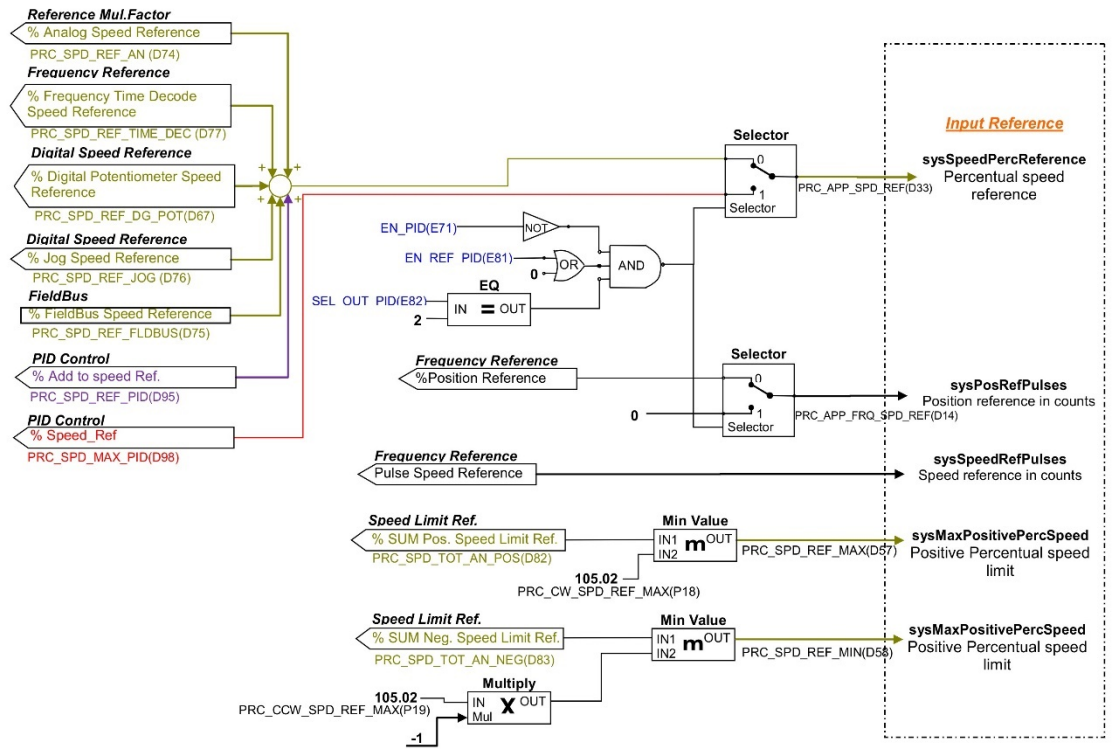 Reference Mul.Factor
% Analog Speed Reference
PRC_SPD_REF_AN (D74)
Frequency Reference
% Frequency Time Decode
Speed Reference
PRC_SPD_REF_TIME_DEC (D77)
Digital Speed Reference
% Digital Potentiometer Speed
Reference
PRC_SPD_REF_DG_POT(D67)
Digital Speed Reference
% Jog Speed Reference
PRC_SPD_REF_JOG (D76)
FieldBus
% FieldBus Speed Reference
PRC_SPD_REF_FLDBUS(D75)
PID Control
% Add to speed Ref.
PRC_SPD_REF_PID(D95)
PID Control
% Speed_Ref
PRC_SPD_MAX_PID(D98)
+ +
+ +
+
Selector
0
1
Selector
PRC_APP_SPD_REF(D33)
EN_PID(E71)
NOT
EN_REF_PID(E81)
0
OR
AND
EQ
SEL_OUT_PID(E82)
2
IN = OUT
Frequency Reference
%Position Reference
0
Selector
0
1
Selector
PRC_APP_FRQ_SPD_REF(D14)
Frequency Reference
Pulse Speed Reference
Speed Limit Ref.
% SUM Pos. Speed Limit Ref.
PRC_SPD_TOT_AN_POS(D82)
Min Value
IN1 m OUT
IN2
105.02
PRC_CW_SPD_REF_MAX(P18)
PRC_SPD_REF_MAX(D57)
Speed Limit Ref.
% SUM Neg. Speed Limit Ref.
PRC_SPD_TOT_AN_NEG(D83)
Min Value
IN1 m OUT
IN2
PRC_SPD_REF_MIN(D58)
Multiply
105.02
PRC_CCW_SPD_REF_MAX(P19)
IN X OUT
Mul
-1
Input Reference
sysSpeedPercReference
Percentual speed
reference
sysPosRefPulses
Position reference in counts
sysSpeedRefPulses
Speed reference in counts
sysMaxPositivePercSpeed
Positive Percentual speed
limit
sysMaxPositivePercSpeed
Positive Percentual speed
limit